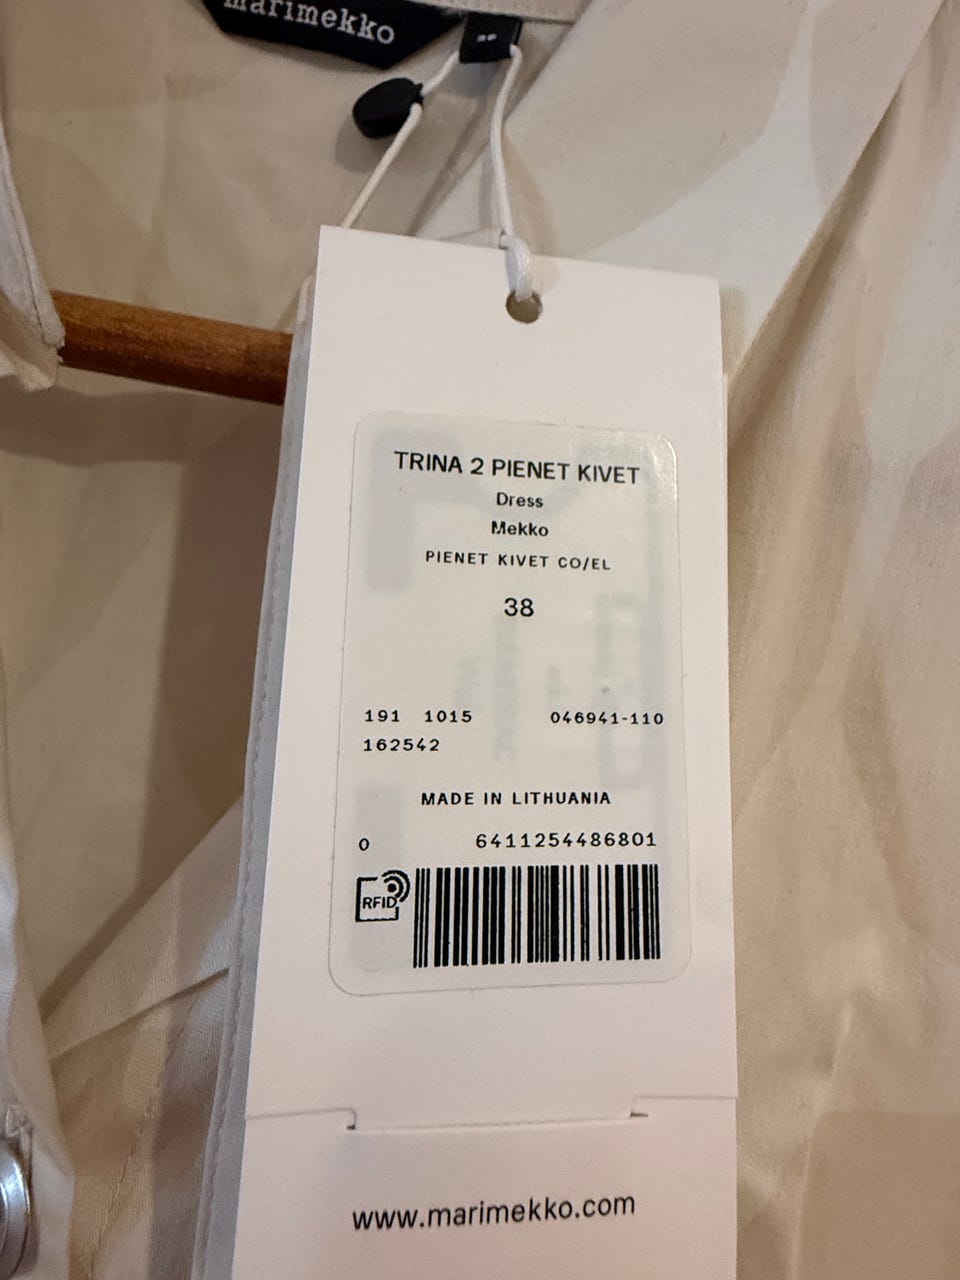 marimekko
TRINA 2 PIENET KIVET
Dress
Mekko
PIENET KIVET CO/EL
38
191 1015 046941-110
162542
MADE IN LITHUANIA
0 6411254486801
RFID
www.marimekko.com